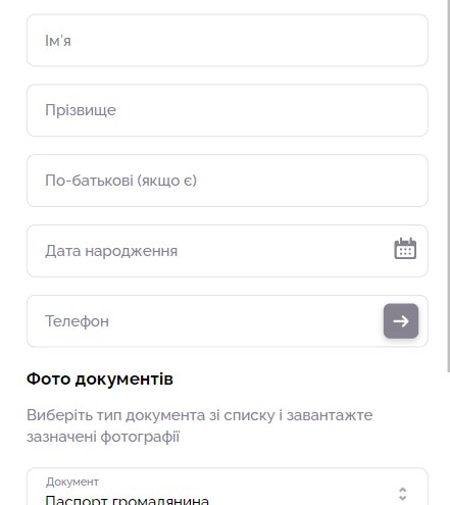 Ім'я
Прізвище
По-батькові (якщо є)
Дата народження
Телефон
Фото документів
Виберіть тип документа зі списку і завантажте
зазначені фотографії
Документ
Паспорт громадянина